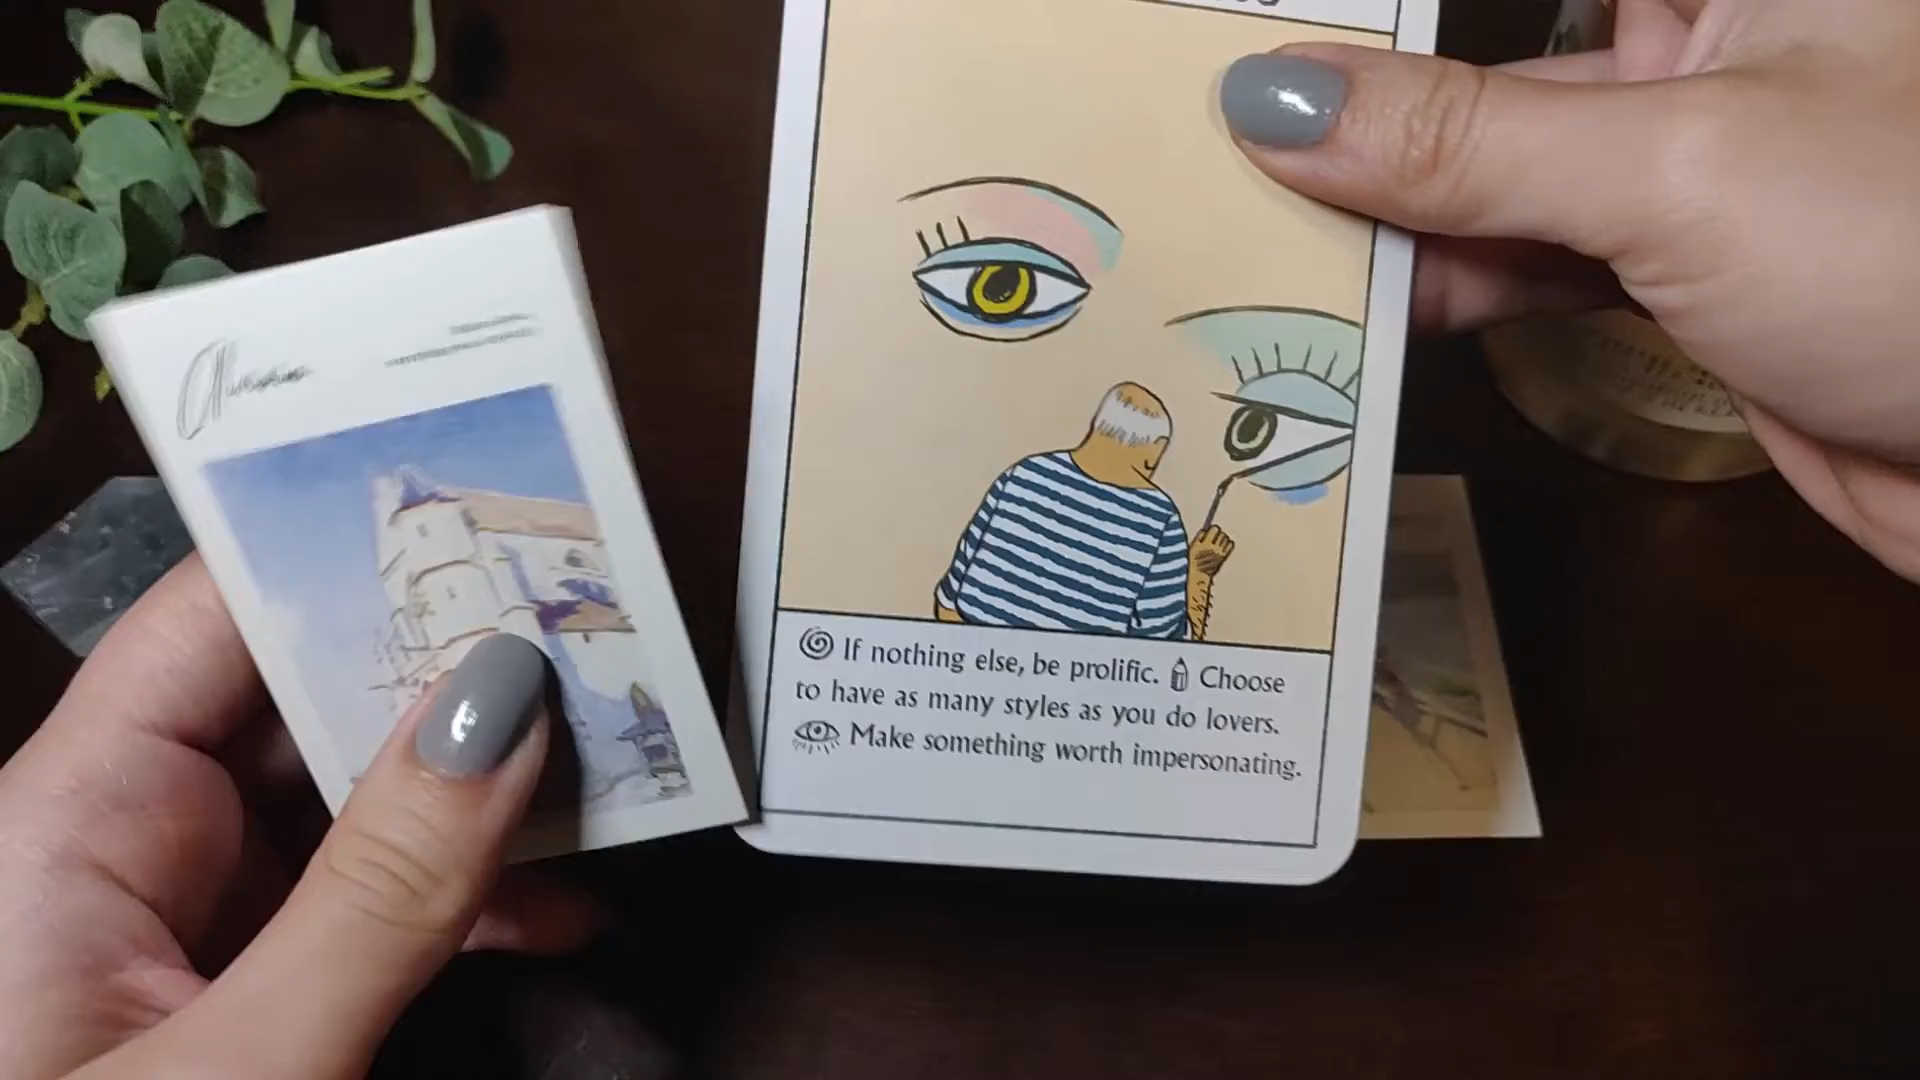 If nothing else, be prolific. Choose
to have as many styles as you do lovers.
Make something worth impersonating.